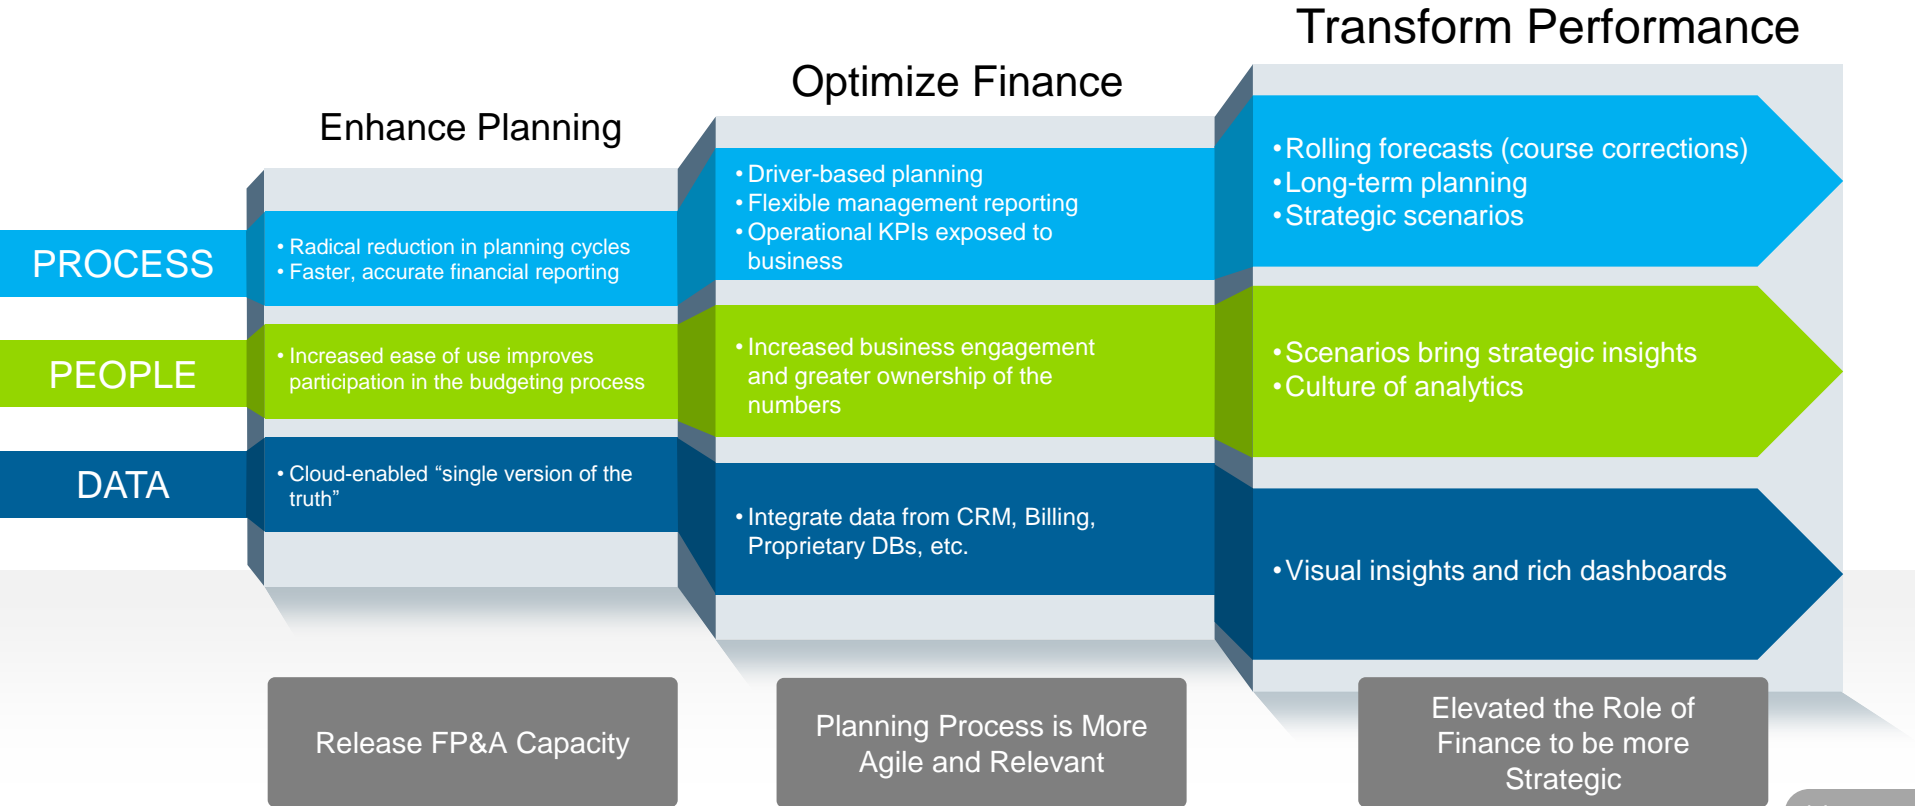 Transform Performance
Optimize Finance
Enhance Planning
PROCESS
• Radical reduction in planning cycles
• Faster, accurate financial reporting
• Driver-based planning
• Flexible management reporting
• Operational KPIs exposed to
business
• Rolling forecasts (course corrections)
• Long-term planning
• Strategic scenarios
PEOPLE
• Increased ease of use improves
participation in the budgeting process
• Increased business engagement
and greater ownership of the
numbers
• Scenarios bring strategic insights
• Culture of analytics
DATA
• Cloud-enabled “single version of the
truth”
• Integrate data from CRM, Billing,
Proprietary DBs, etc.
• Visual insights and rich dashboards
Release FP&A Capacity
Planning Process is More
Agile and Relevant
Elevated the Role of
Finance to be more
Strategic